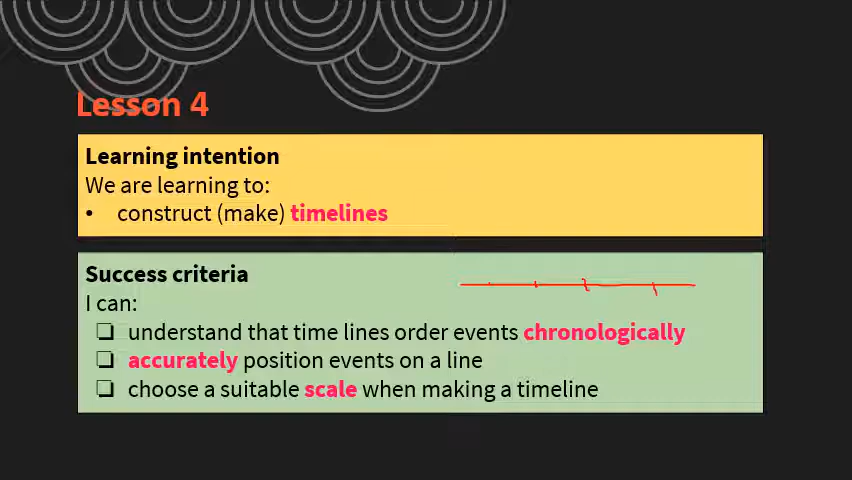 Lesson 4
Learning intention
We are learning to:
• construct (make) timelines
Success criteria
I can:
❏ understand that time lines order events chronologically
❏ accurately position events on a line
❏ choose a suitable scale when making a timeline